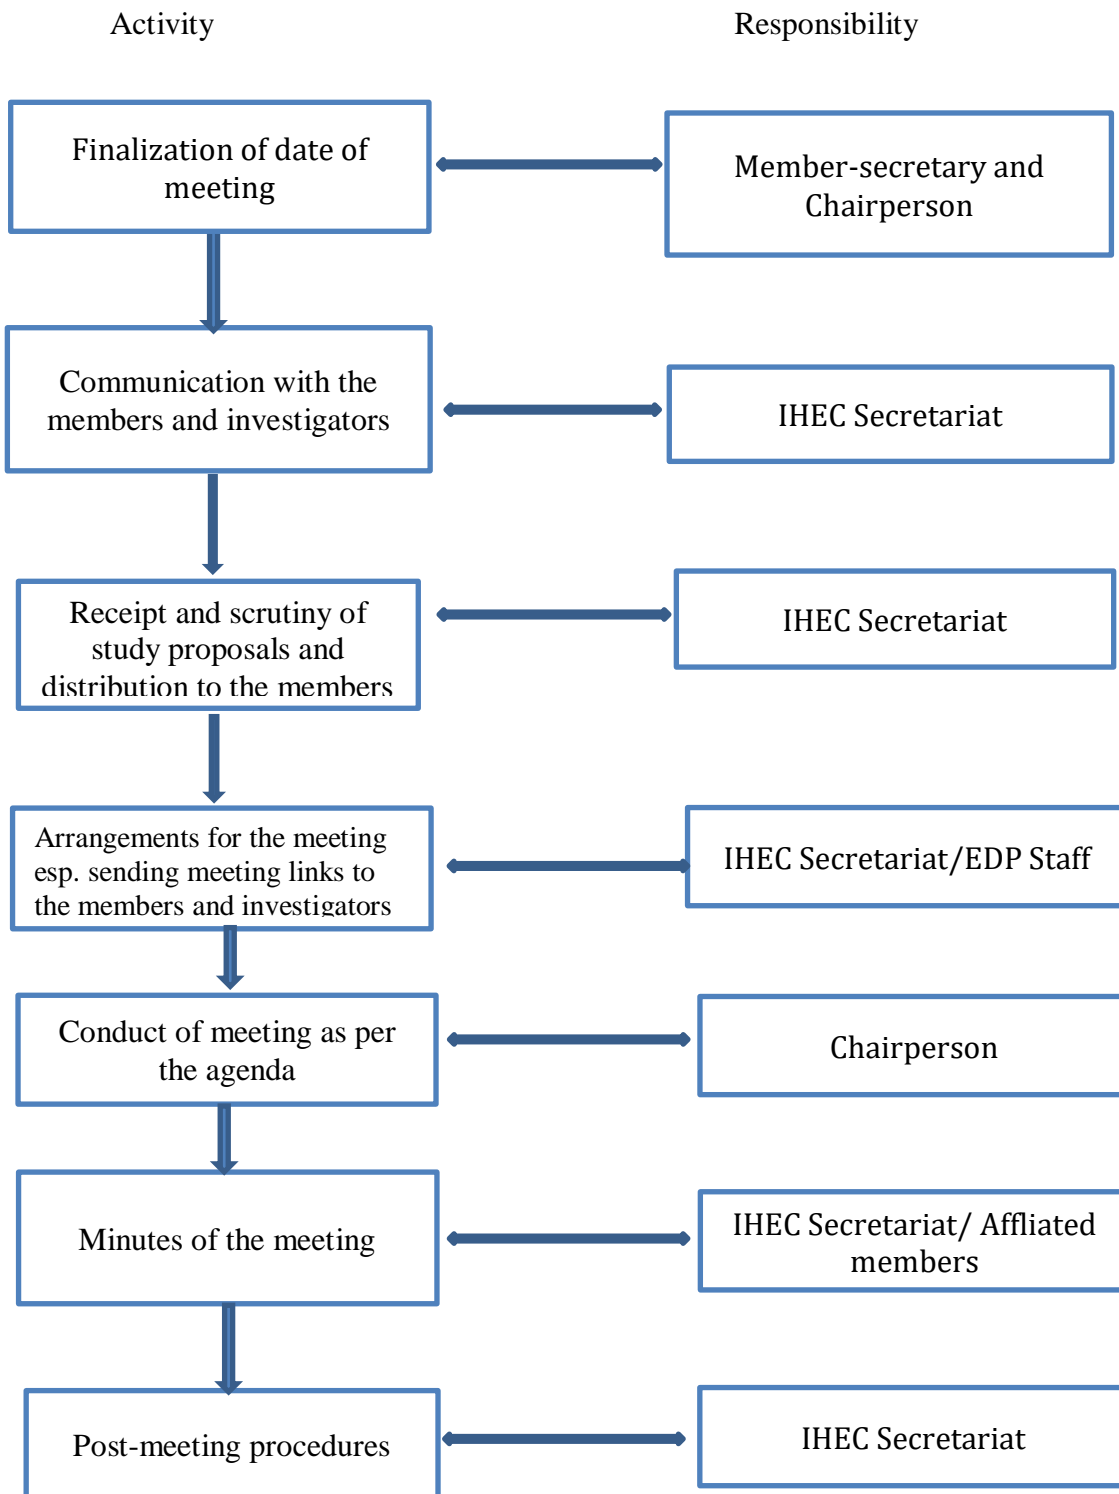 Activity
Responsibility
Finalization of date of
meeting
Member-secretary and
Chairperson
Communication with the
members and investigators
IHEC Secretariat
Receipt and scrutiny of
study proposals and
distribution to the members
IHEC Secretariat
Arrangements for the meeting
esp. sending meeting links to
the members and investigators
IHEC Secretariat/EDP Staff
Conduct of meeting as per
the agenda
Chairperson
Minutes of the meeting
IHEC Secretariat/ Affliated
members
Post-meeting procedures
IHEC Secretariat